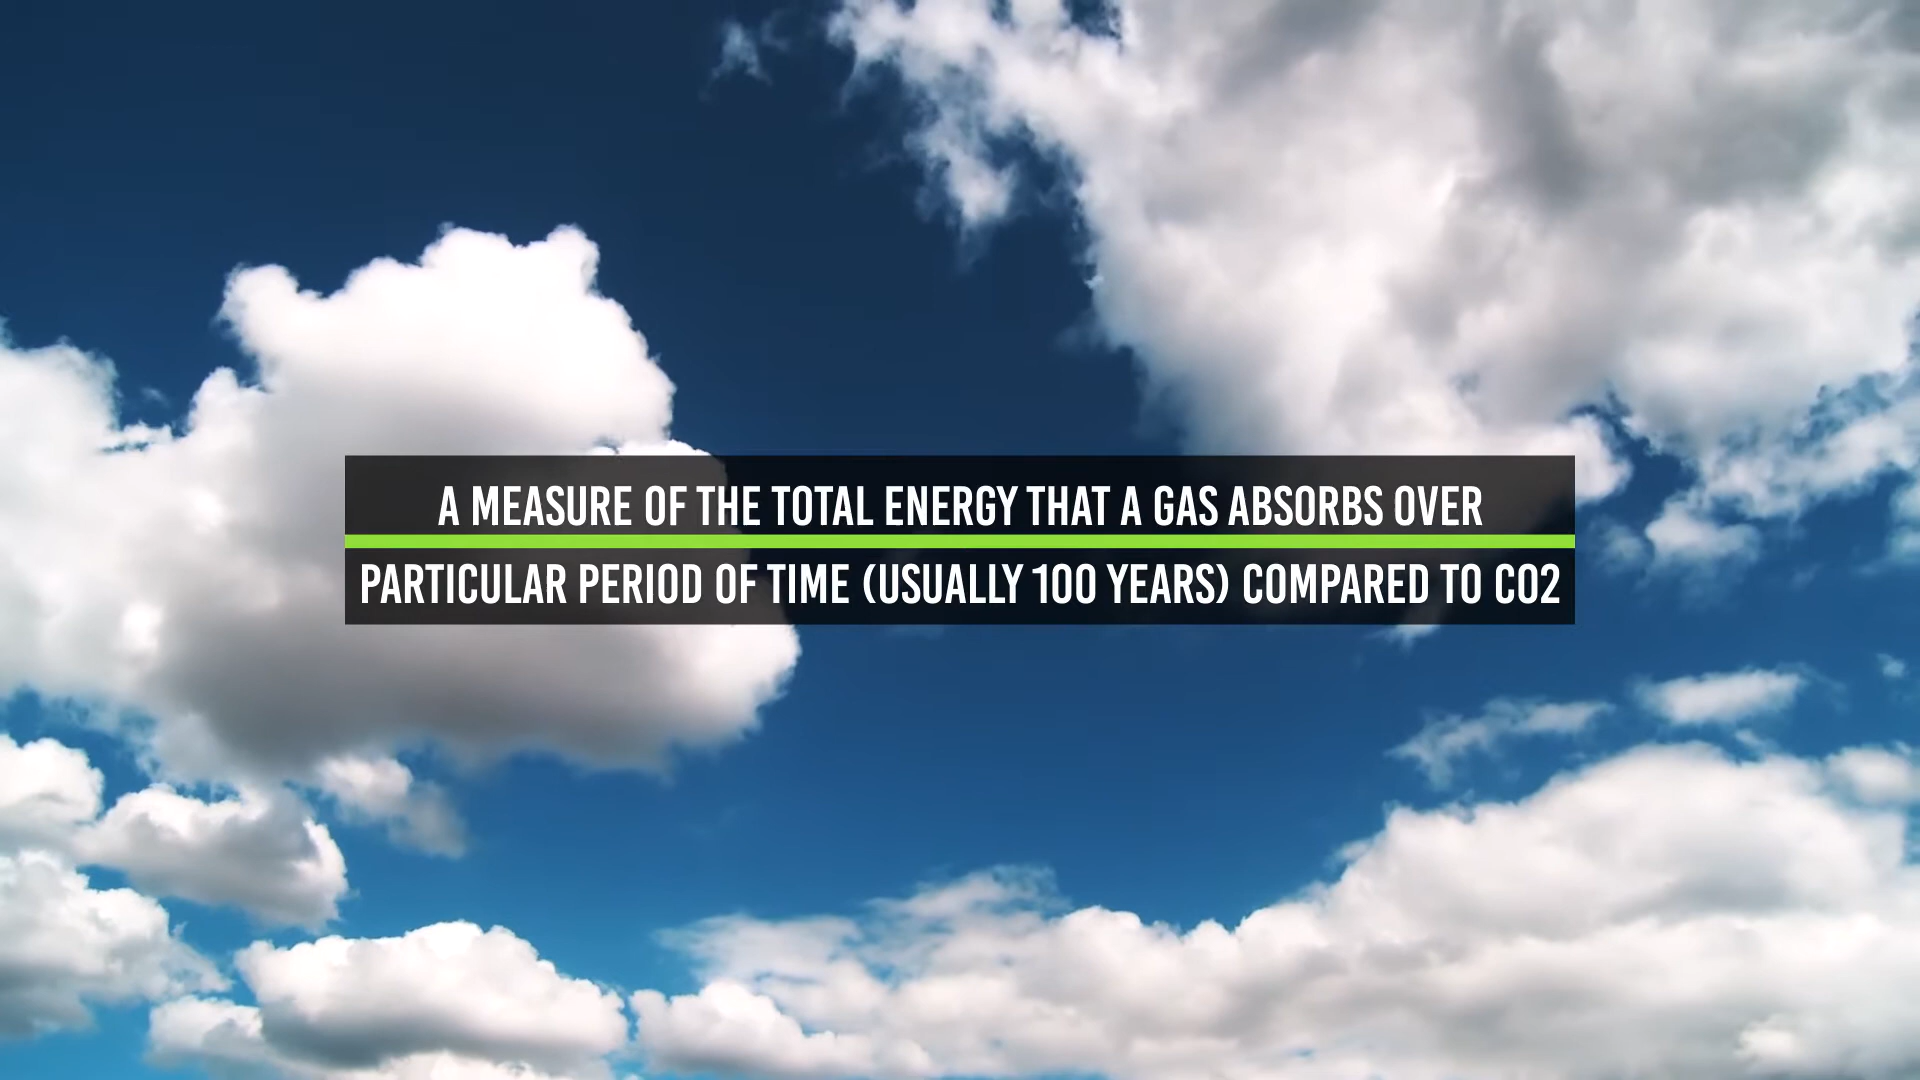 A MEASURE OF THE TOTAL ENERGY THAT A GAS ABSORBS OVER
PARTICULAR PERIOD OF TIME (USUALLY 100 YEARS) COMPARED TO CO2